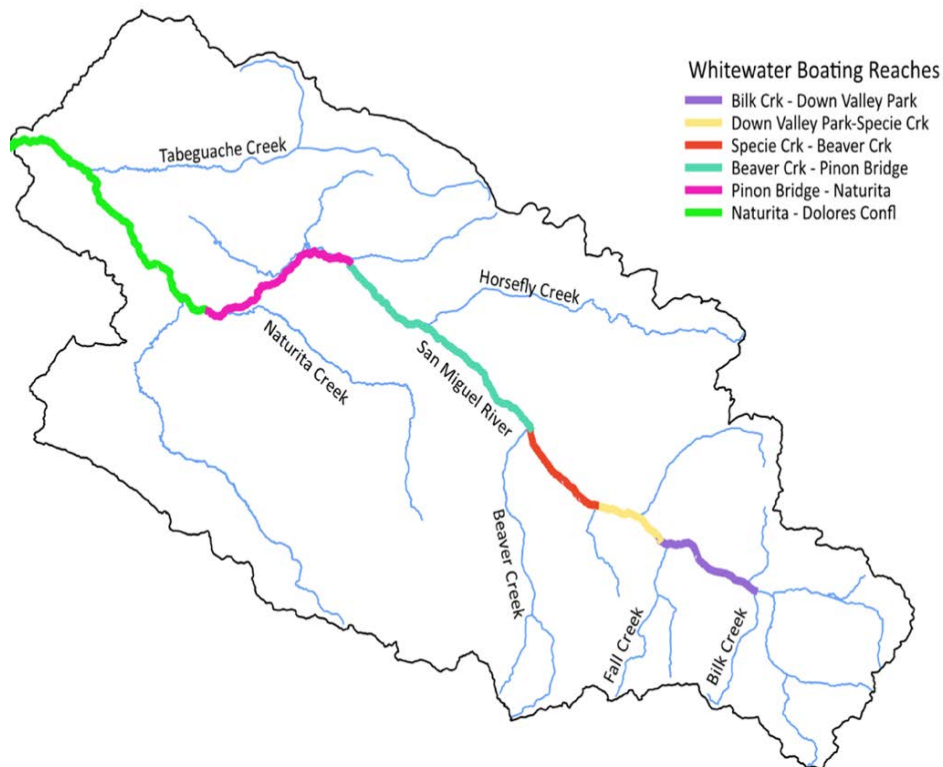 Whitewater Boating Reaches
Bilk Crk - Down Valley Park
Down Valley Park-Specie Crk
Specie Crk - Beaver Crk
Beaver Crk - Pinon Bridge
Pinon Bridge - Naturita
Naturita - Dolores Confl
Tabeguache Creek
Horsefly Creek
Naturita Creek
San Miguel River
Beaver Creek
Fall Creek
Bilk Creek